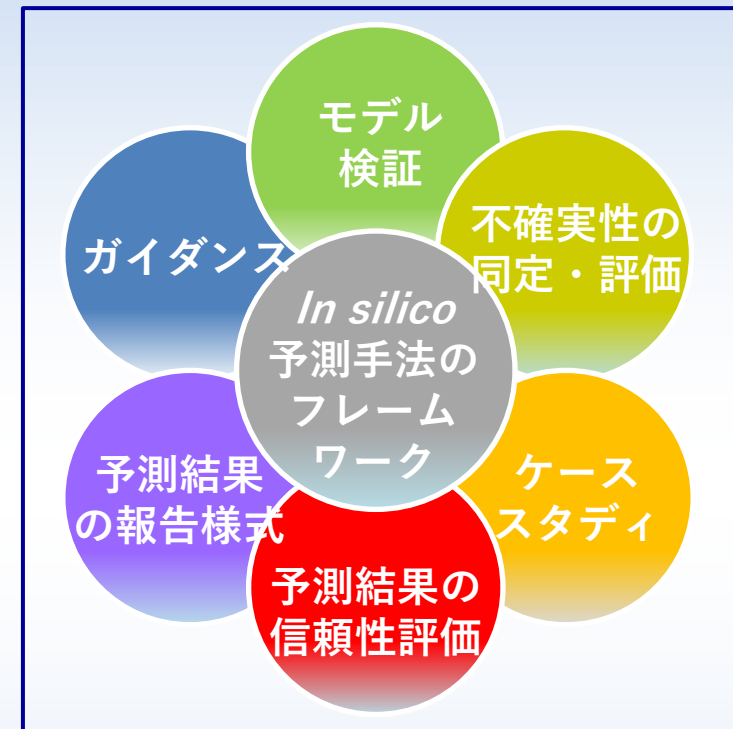 モデル
検証
不確実性の
同定・評価
ガイダンス
In silico
予測手法の
フレーム
ワーク
ケース
スタディ
予測結果
の報告様式
予測結果の
信頼性評価